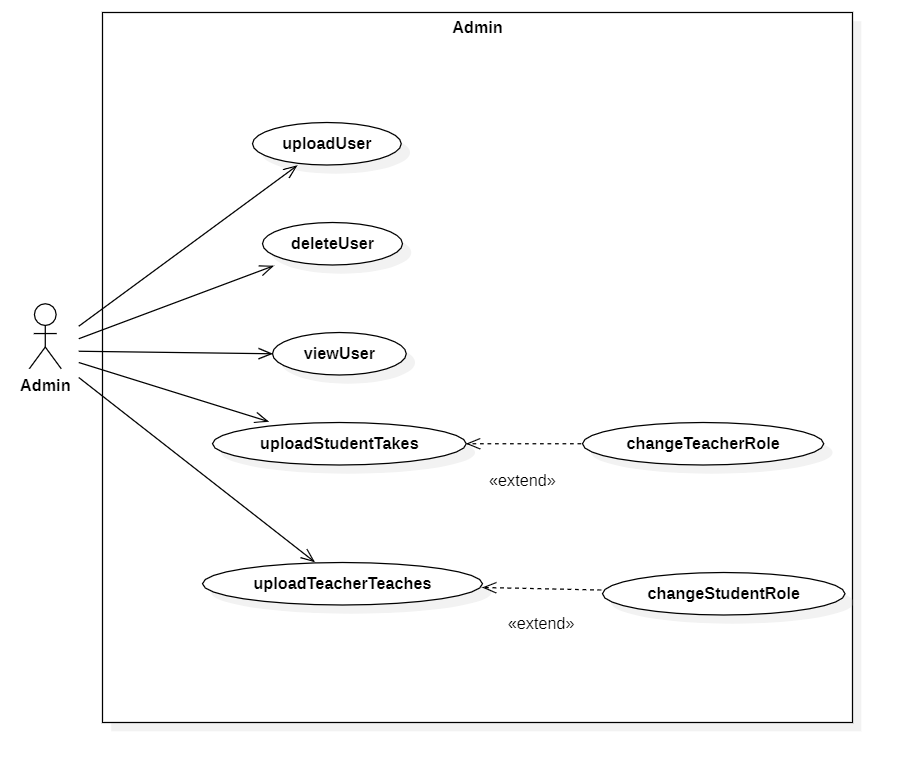 Admin
uploadUser
deleteUser
viewUser
Admin
uploadStudentTakes
changeTeacherRole
«extend»
uploadTeacherTeaches
changeStudentRole
«extend»